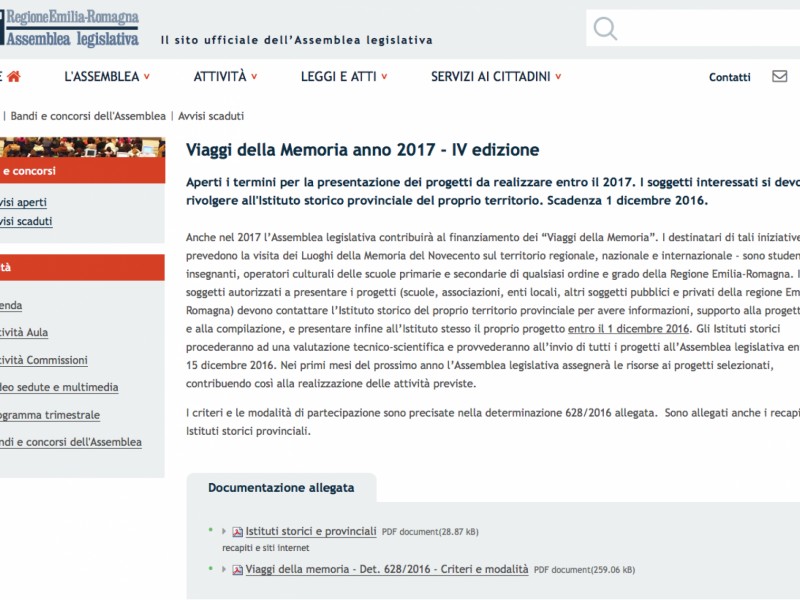 RegioneEmilia-Romagna
Assemblea legislativa
Il sito ufficiale dell'Assemblea legislativa
E
L'ASSEMBLEA
ATTIVITÀ
LEGGI E ATTI
SERVIZI AI CITTADINI
Contatti
| Bandi e concorsi dell'Assemblea | Avvisi scaduti
e concorsi
visi aperti
visi scaduti
tà
enda
tività Aula
tività Commissioni
deo sedute e multimedia
ogramma trimestrale
ndi e concorsi dell'Assemblea
Viaggi della Memoria anno 2017 - IV edizione
Aperti i termini per la presentazione dei progetti da realizzare entro il 2017. I soggetti interessati si devo
rivolgere all'Istituto storico provinciale del proprio territorio. Scadenza 1 dicembre 2016.
Anche nel 2017 l'Assemblea legislativa contribuirà al finanziamento dei “Viaggi della Memoria”. I destinatari di tali iniziative
prevedono la visita dei Luoghi della Memoria del Novecento sul territorio regionale, nazionale e internazionale - sono studen
insegnanti, operatori culturali delle scuole primarie e secondarie di qualsiasi ordine e grado della Regione Emilia-Romagna. I
soggetti autorizzati a presentare i progetti (scuole, associazioni, enti locali, altri soggetti pubblici e privati della regione Em
Romagna) devono contattare l'Istituto storico del proprio territorio provinciale per avere informazioni, supporto alla progett
e alla compilazione, e presentare infine all'Istituto stesso il proprio progetto entro il 1 dicembre 2016. Gli Istituti storici
procederanno ad una valutazione tecnico-scientifica e provvederanno all'invio di tutti i progetti all'Assemblea legislativa en
15 dicembre 2016. Nei primi mesi del prossimo anno l'Assemblea legislativa assegnerà le risorse ai progetti selezionati,
contribuendo così alla realizzazione delle attività previste.
I criteri e le modalità di partecipazione sono precisate nella determinazione 628/2016 allegata. Sono allegati anche i recapi
Istituti storici provinciali.
Documentazione allegata
Istituti storici e provinciali PDF document(28.87 kB)
recapiti e siti internet
Viaggi della memoria - Det. 628/2016 - Criteri e modalità PDF document(259.06 kB)